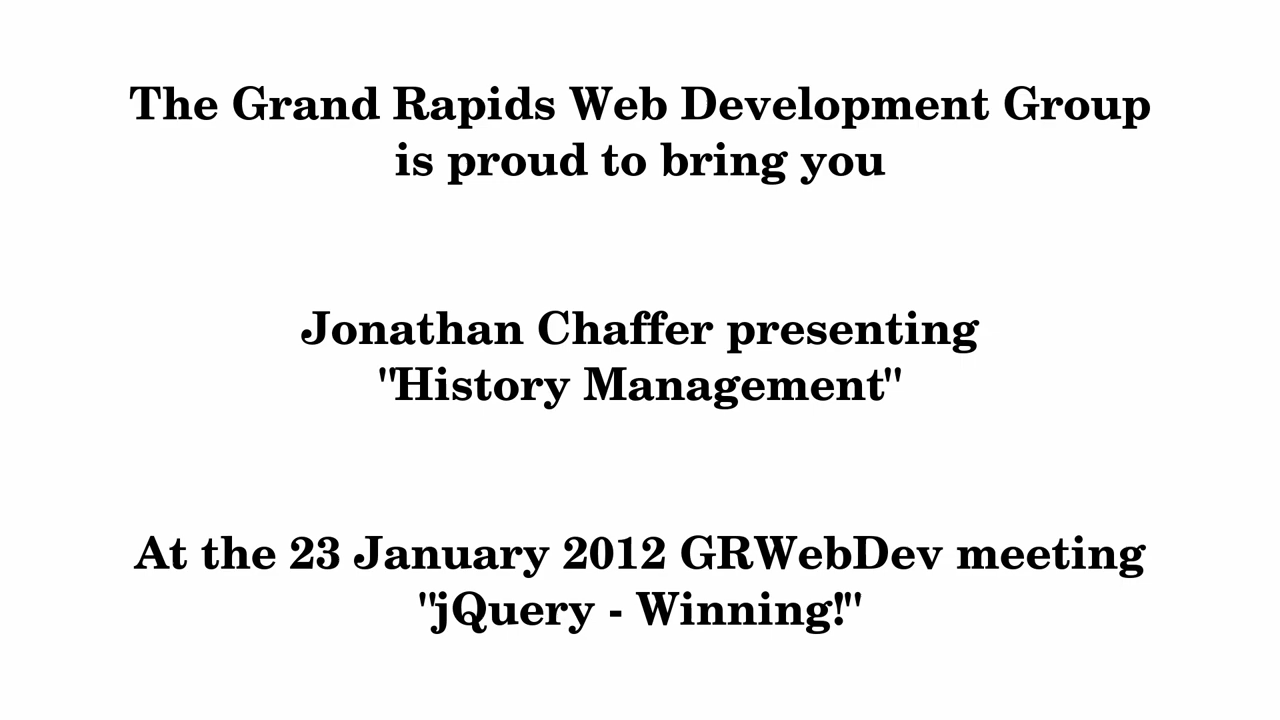 The Grand Rapids Web Development Group
is proud to bring you
Jonathan Chaffer presenting
"History Management"
At the 23 January 2012 GRWebDev meeting
"jQuery - Winning!"